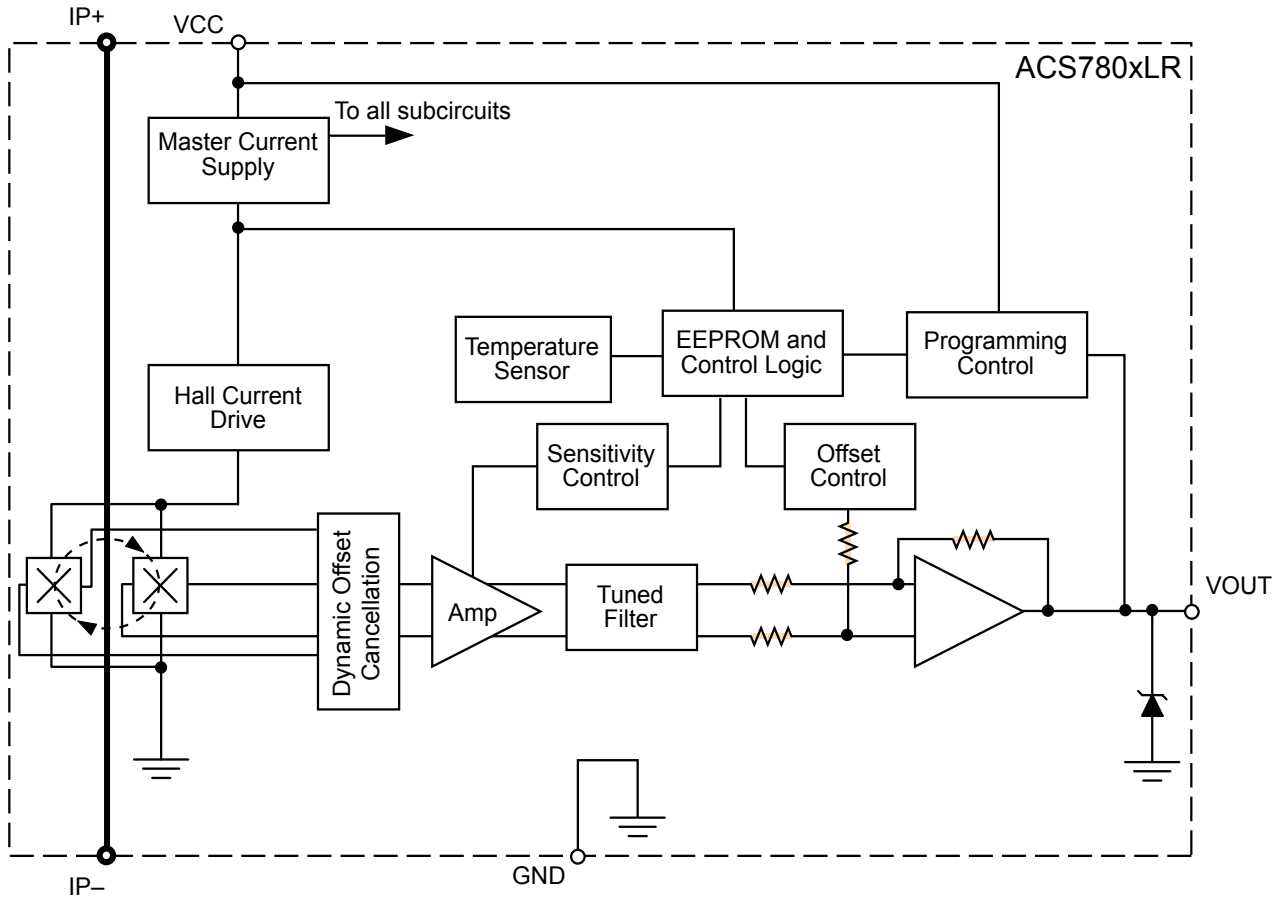 IP+
VCC
ACS780xLR
To all subcircuits
Master Current
Supply
Temperature
Sensor
EEPROM and
Control Logic
Programming
Control
Hall Current
Drive
Sensitivity
Control
Offset
Control
Dynamic Offset
Cancellation
Amp
Tuned
Filter
VOUT
GND
IP–